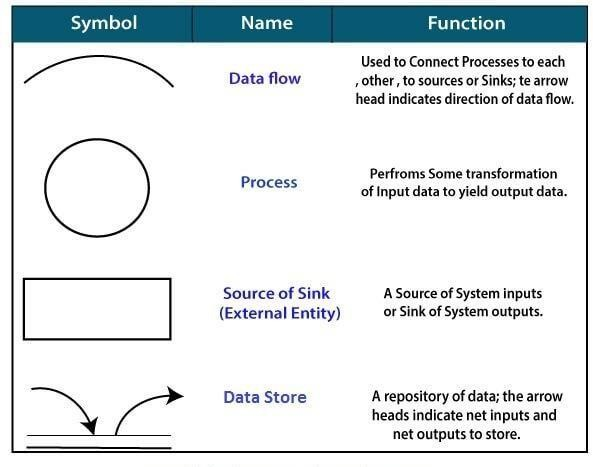 Symbol Name Function
Data flow
Used to Connect Processes to each
, other , to sources or Sinks; te arrow
head indicates direction of data flow.
Process
Perfroms Some transformation
of Input data to yield output data.
Source of Sink
(External Entity)
A Source of System inputs
or Sink of System outputs.
Data Store
A repository of data; the arrow
heads indicate net inputs and
net outputs to store.